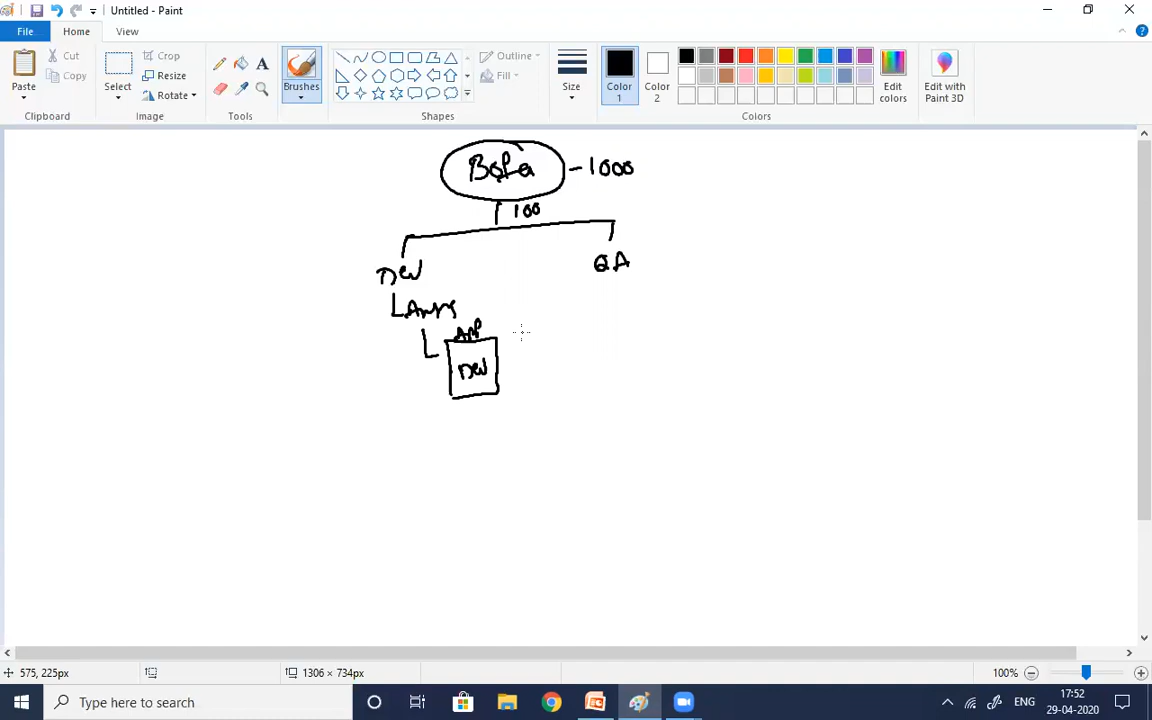 Untitled - Paint
File Home View
Paste
Cut
Copy
Clipboard
Select
Crop
Resize
Rotate
Image
Tools
Brushes
Outline
Fill
Shapes
Size
Color 1
Color 2
Edit colors
Edit with Paint 3D
Colors
BofA - 1000
100
Dev QA
APP
Dev
575, 225px 1306 × 734px 100%
Type here to search
ENG
17:52
29-04-2020